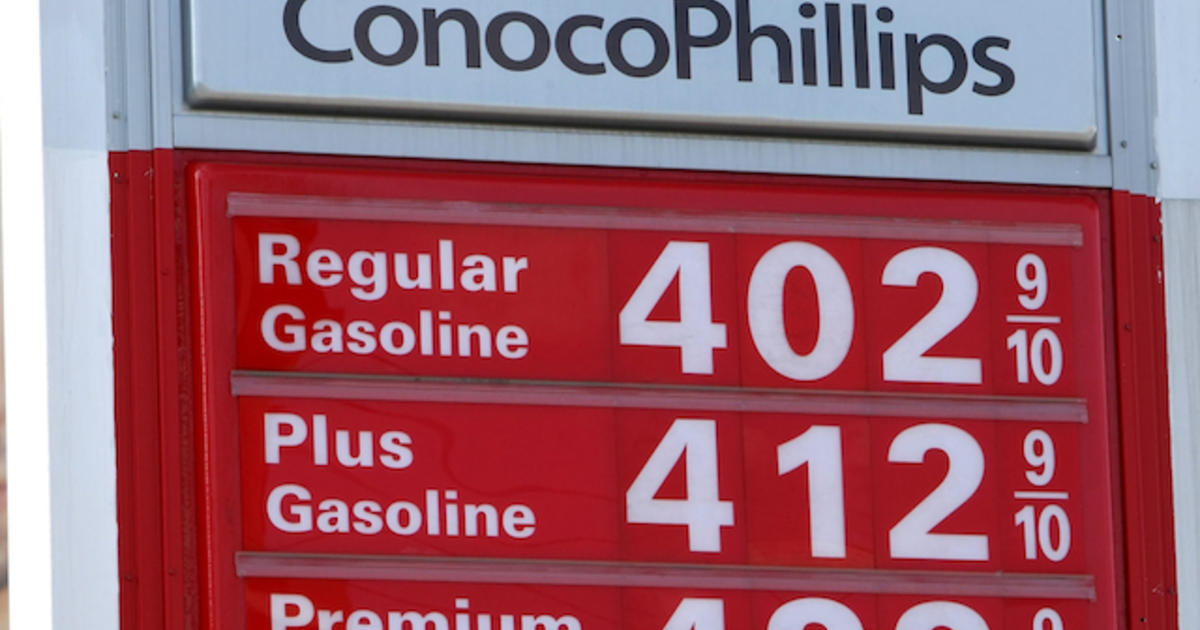 ConocoPhillips
Regular
Gasoline
402 9/10
Plus
Gasoline
412 9/10
Premium